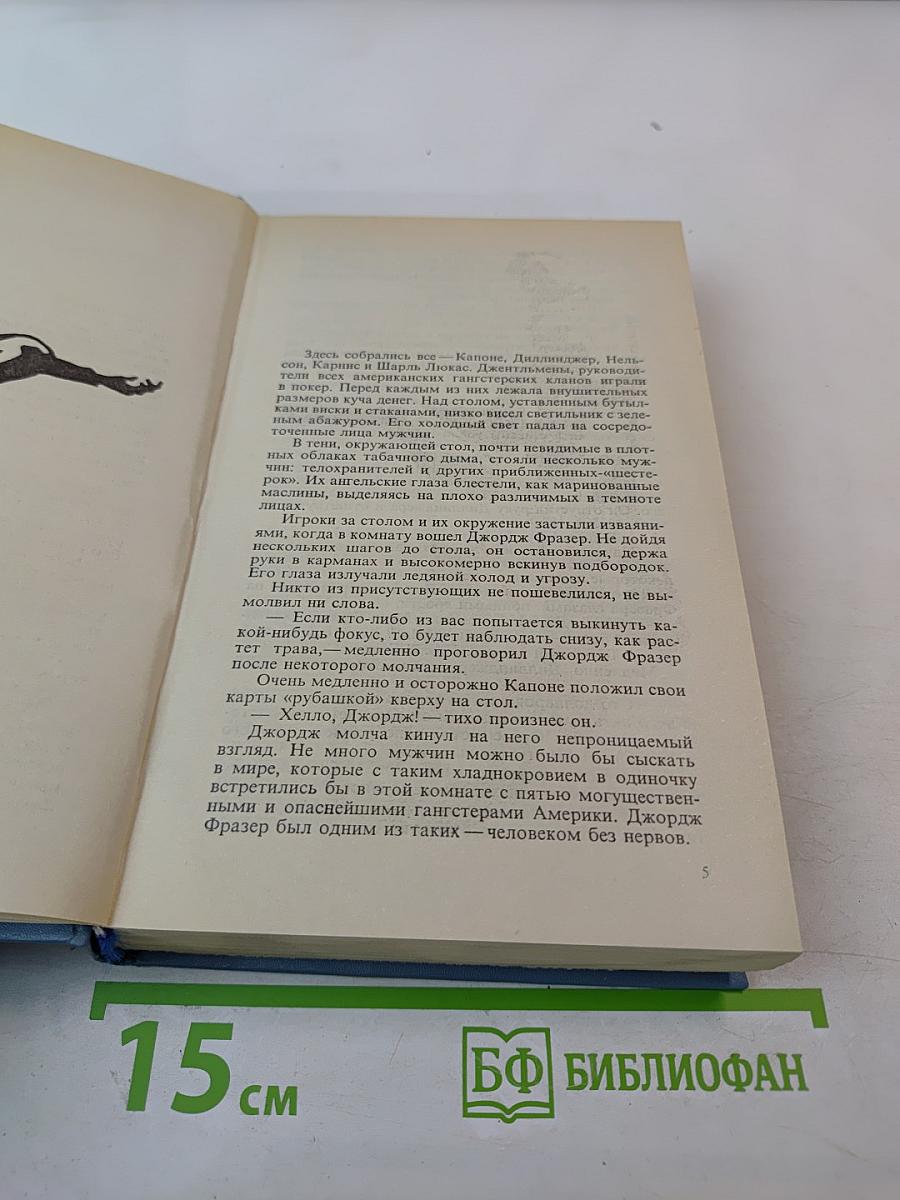 Здесь собрались все — Капоне, Диллинджер, Нель-
сон, Карпис и Шарль Люкас. Джентльмены, руководи-
тели всех американских гангстерских кланов играли
в покер. Перед каждым из них лежала внушительных
размеров куча денег. Над столом, уставленным бутыл-
ками виски и стаканами, низко висел светильник с зеле-
ным абажуром. Его холодный свет падал на сосредо-
точенные лица мужчин.
В тени, окружающей стол, почти невидимые в плот-
ных облаках табачного дыма, стояли несколько муж-
чин: телохранителей и других приближенных-«шесте-
рок». Их ангельские глаза блестели, как маринованные
маслины, выделяясь на плохо различимых в темноте
лицах.
Игроки за столом и их окружение застыли изваяни-
ями, когда в комнату вошел Джордж Фразер. Не дойдя
нескольких шагов до стола, он остановился, держа
руки в карманах и высокомерно вскинув подбородок.
Его глаза излучали ледяной холод и угрозу.
Никто из присутствующих не пошевелился, не вы-
молвил ни слова.
— Если кто-либо из вас попытается выкинуть ка-
кой-нибудь фокус, то будет наблюдать снизу, как рас-
тет трава,— медленно проговорил Джордж Фразер
после некоторого молчания.
Очень медленно и осторожно Капоне положил свои
карты «рубашкой» кверху на стол.
— Хелло, Джордж! — тихо произнес он.
Джордж молча кинул на него непроницаемый
взгляд. Не много мужчин можно было бы сыскать
в мире, которые с таким хладнокровием в одиночку
встретились бы в этой комнате с пятью могуществен-
ными и опаснейшими гангстерами Америки. Джордж
Фразер был одним из таких — человеком без нервов.
5
15 см
БФ БИБЛИОФАН